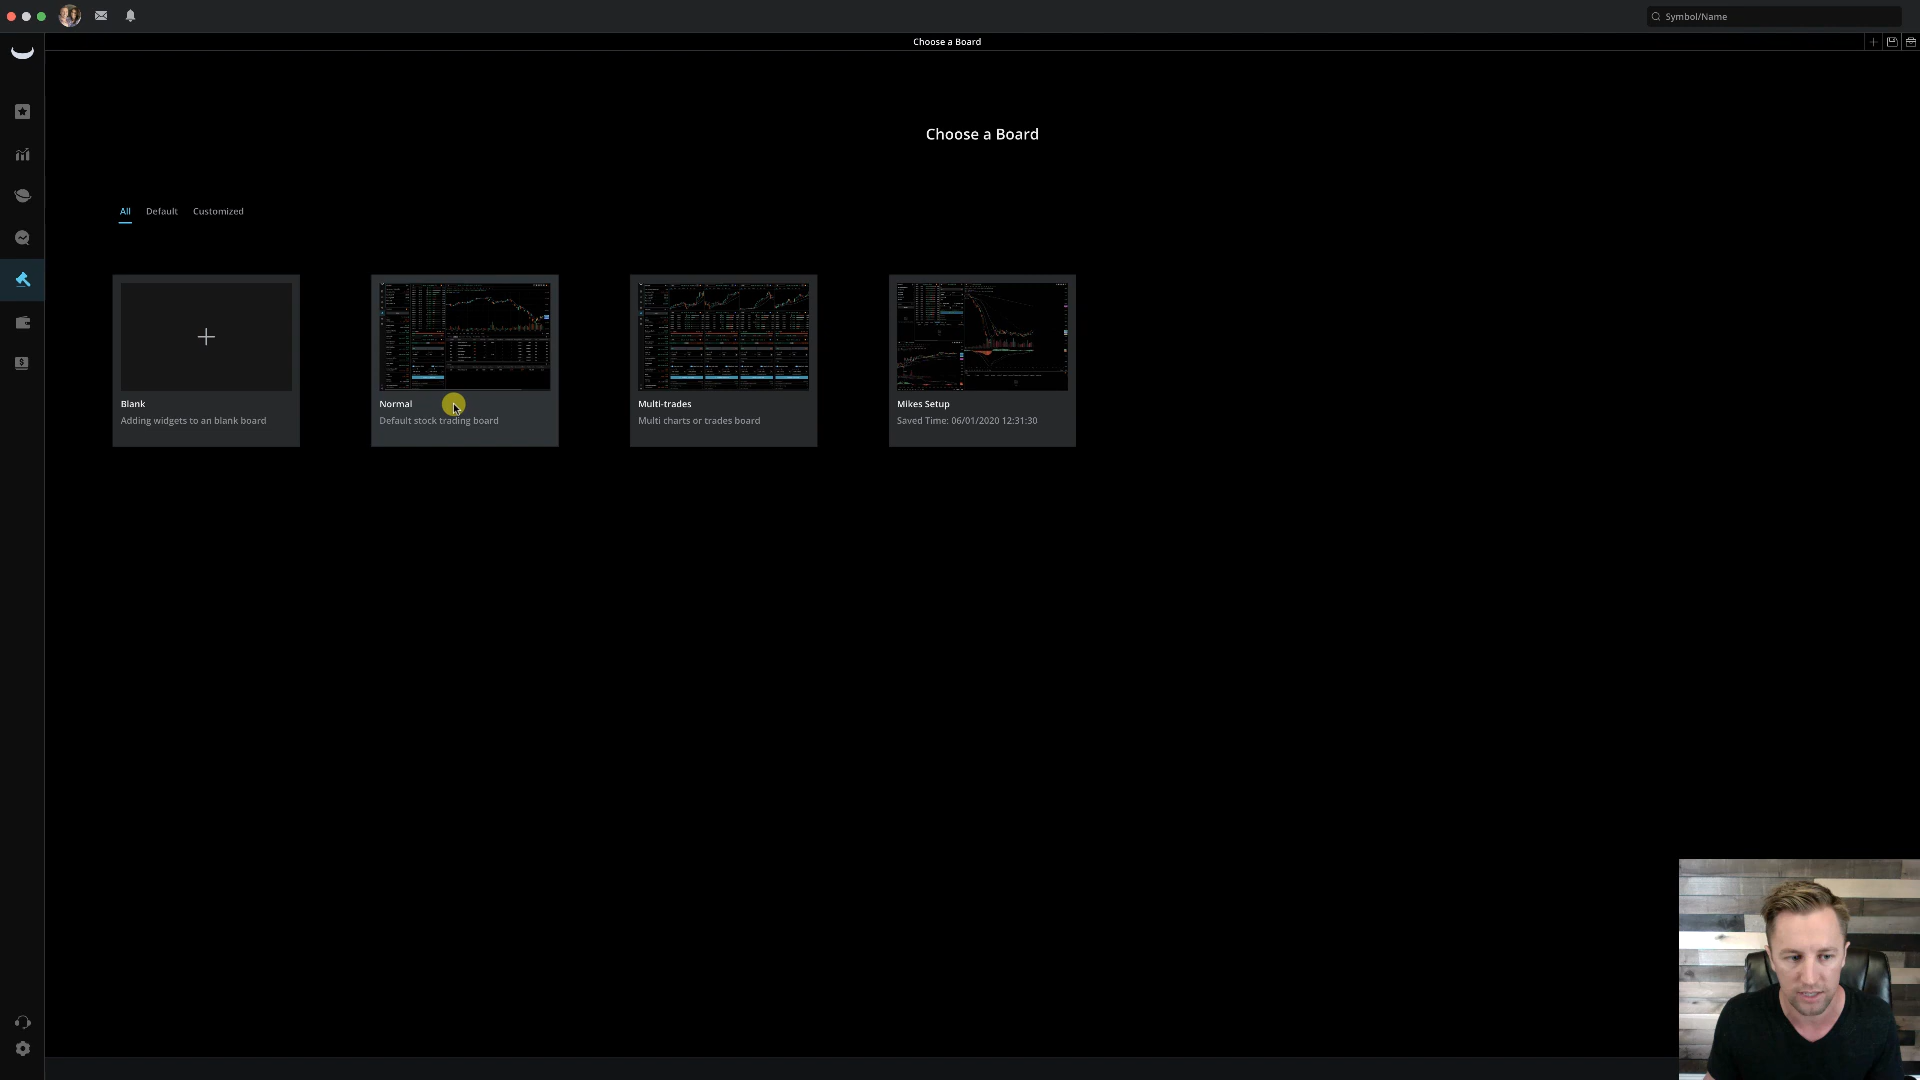 Symbol/Name
Choose a Board
Choose a Board
All Default Customized
Blank
Adding widgets to an blank board
Normal
Default stock trading board
Multi-trades
Multi charts or trades board
Mikes Setup
Saved Time: 06/01/2020 12:31:30